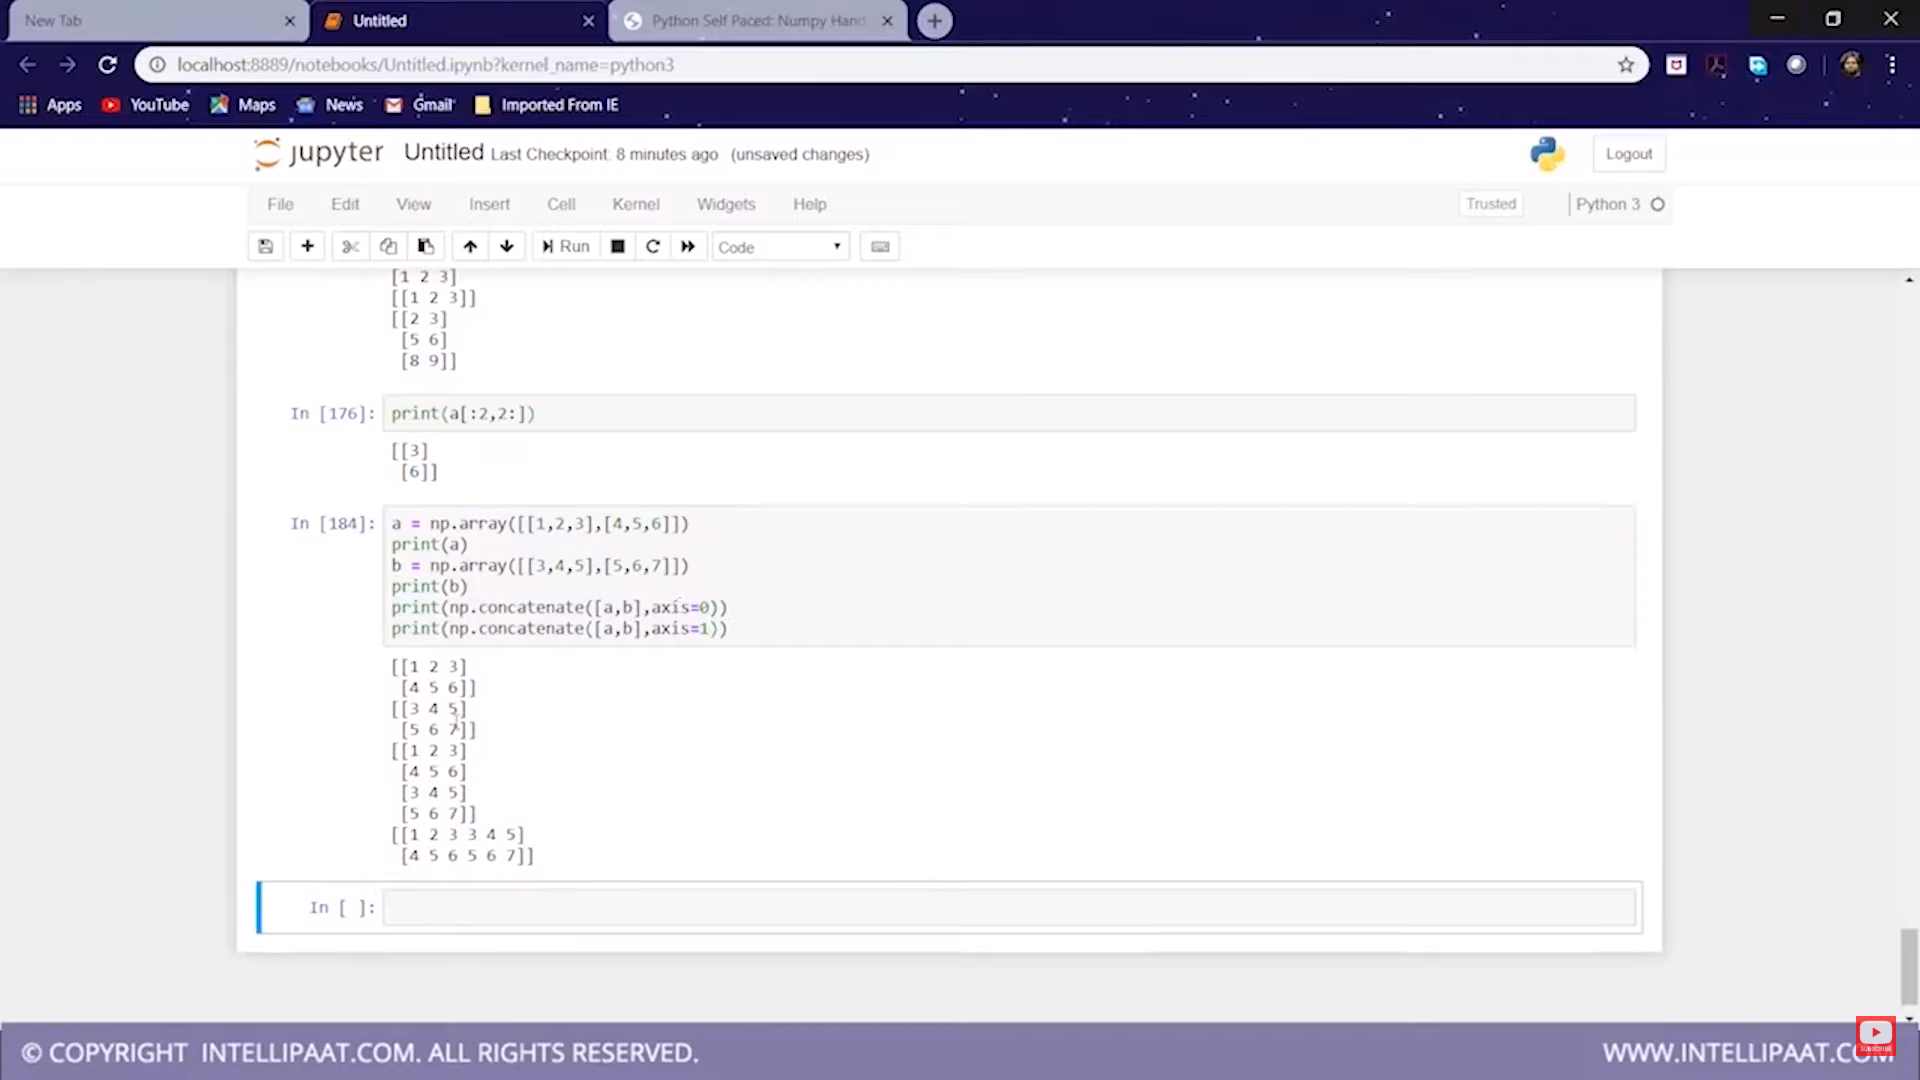 New Tab
Untitled
Python Self Paced: Numpy Hand
localhost:8889/notebooks/Untitled.ipynb?kernel_name=python3
Apps YouTube Maps News Gmail Imported From IE
jupyter Untitled Last Checkpoint: 8 minutes ago (unsaved changes) Logout
File Edit View Insert Cell Kernel Widgets Help Trusted Python 3
Run Code
[1 2 3]
[[1 2 3]]
[[2 3]
[5 6]
[8 9]]
In [176]: print(a[:2,2:])
[[3]
[6]]
In [184]: a = np.array([[1,2,3],[4,5,6]])
print(a)
b = np.array([[3,4,5],[5,6,7]])
print(b)
print(np.concatenate([a,b],axis=0))
print(np.concatenate([a,b],axis=1))
[[1 2 3]
[4 5 6]]
[[3 4 5]
[5 6 7]]
[[1 2 3]
[4 5 6]
[3 4 5]
[5 6 7]]
[[1 2 3 3 4 5]
[4 5 6 5 6 7]]
In [ ]:
© COPYRIGHT INTELLIPAAT.COM. ALL RIGHTS RESERVED. WWW.INTELLIPAAT.COM
SUBSCRIBE